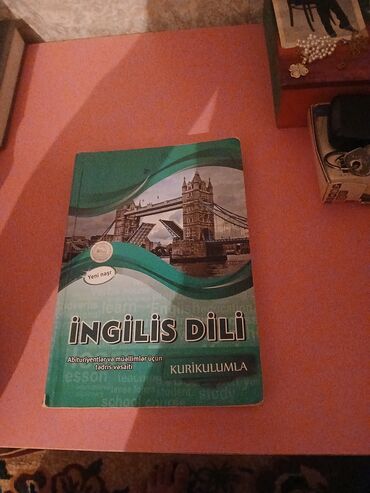 Yeni nəşr
İNGİLİS DİLİ
Abituriyentlər və müəllimlər üçün
tədris vəsaiti
KURİKULUMLA